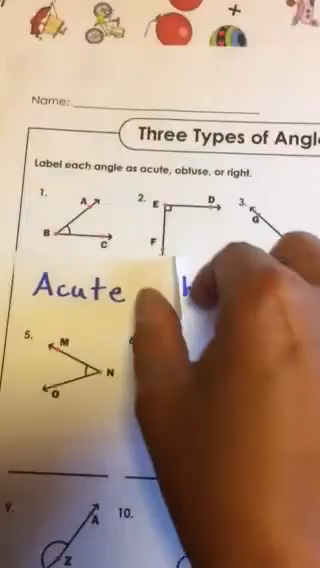 +
Name:
Three Types of Angl
Label each angle as acute, obtuse, or right.
1. A B C
2. E D F
3. G
Acute
5. M N O
9. A Z
10.